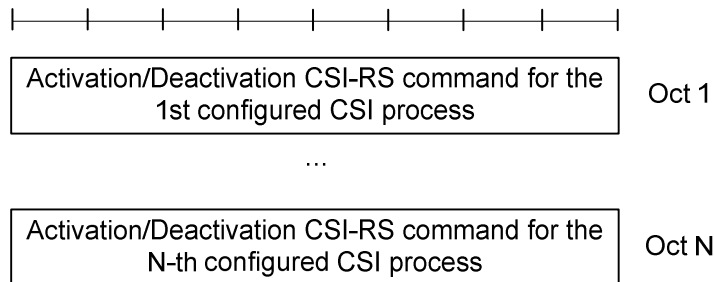 Activation/Deactivation CSI-RS command for the
1st configured CSI process
Oct 1
...
Activation/Deactivation CSI-RS command for the
N-th configured CSI process
Oct N